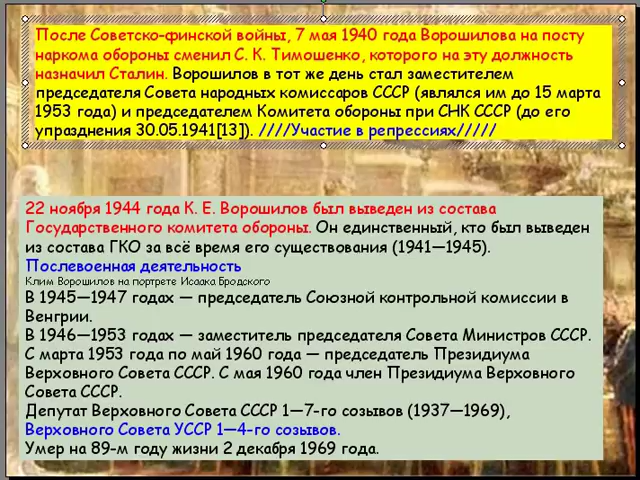 После Советско-финской войны, 7 мая 1940 года Ворошилова на посту
наркома обороны сменил С. К. Тимошенко, которого на эту должность
назначил Сталин. Ворошилов в тот же день стал заместителем
председателя Совета народных комиссаров СССР (являлся им до 15 марта
1953 года) и председателем Комитета обороны при СНК СССР (до его
упразднения 30.05.1941[13]). ////Участие в репрессиях/////
22 ноября 1944 года К. Е. Ворошилов был выведен из состава
Государственного комитета обороны. Он единственный, кто был выведен
из состава ГКО за всё время его существования (1941—1945).
Послевоенная деятельность
Клим Ворошилов на портрете Исаака Бродского
В 1945—1947 годах — председатель Союзной контрольной комиссии в
Венгрии.
В 1946—1953 годах — заместитель председателя Совета Министров СССР.
С марта 1953 года по май 1960 года — председатель Президиума
Верховного Совета СССР. С мая 1960 года член Президиума Верховного
Совета СССР.
Депутат Верховного Совета СССР 1—7-го созывов (1937—1969),
Верховного Совета УССР 1—4-го созывов.
Умер на 89-м году жизни 2 декабря 1969 года.